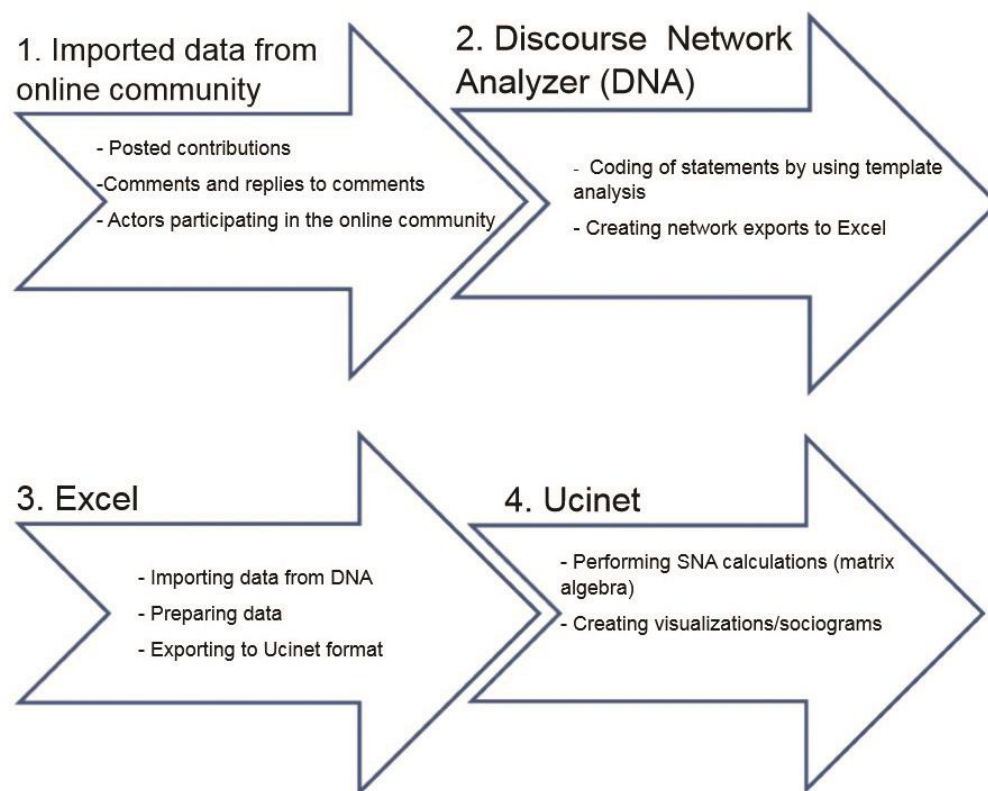 1. Imported data from
online community
- Posted contributions
-Comments and replies to comments
- Actors participating in the online community
2. Discourse Network
Analyzer (DNA)
- Coding of statements by using template
analysis
- Creating network exports to Excel
3. Excel
- Importing data from DNA
- Preparing data
- Exporting to Ucinet format
4. Ucinet
- Performing SNA calculations (matrix
algebra)
- Creating visualizations/sociograms